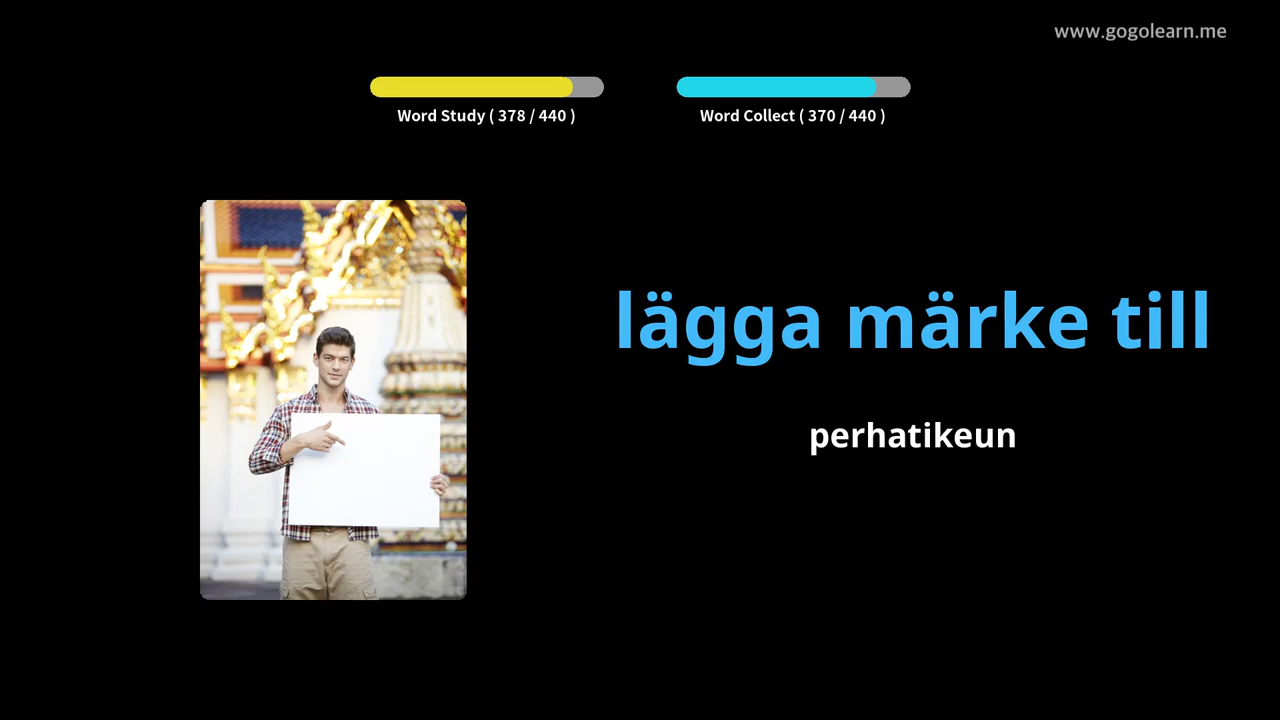 www.gogolearn.me
Word Study ( 378 / 440 )
Word Collect ( 370 / 440 )
lägga märke till
perhatikeun